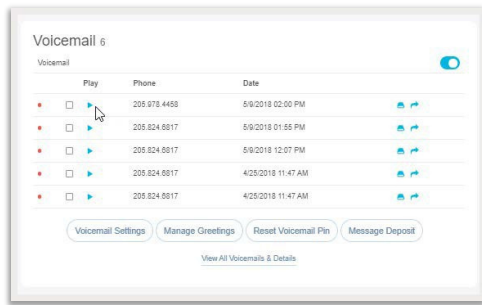 Voicemail 6
Voicemail
Play Phone Date
205.978.4458 5/9/2018 02:00 PM
205.824.6817 5/9/2018 01:55 PM
205.824.6817 5/9/2018 12:07 PM
205.824.6817 4/25/2018 11:47 AM
205.824.6817 4/25/2018 11:47 AM
Voicemail Settings Manage Greetings Reset Voicemail Pin Message Deposit
View All Voicemails & Details